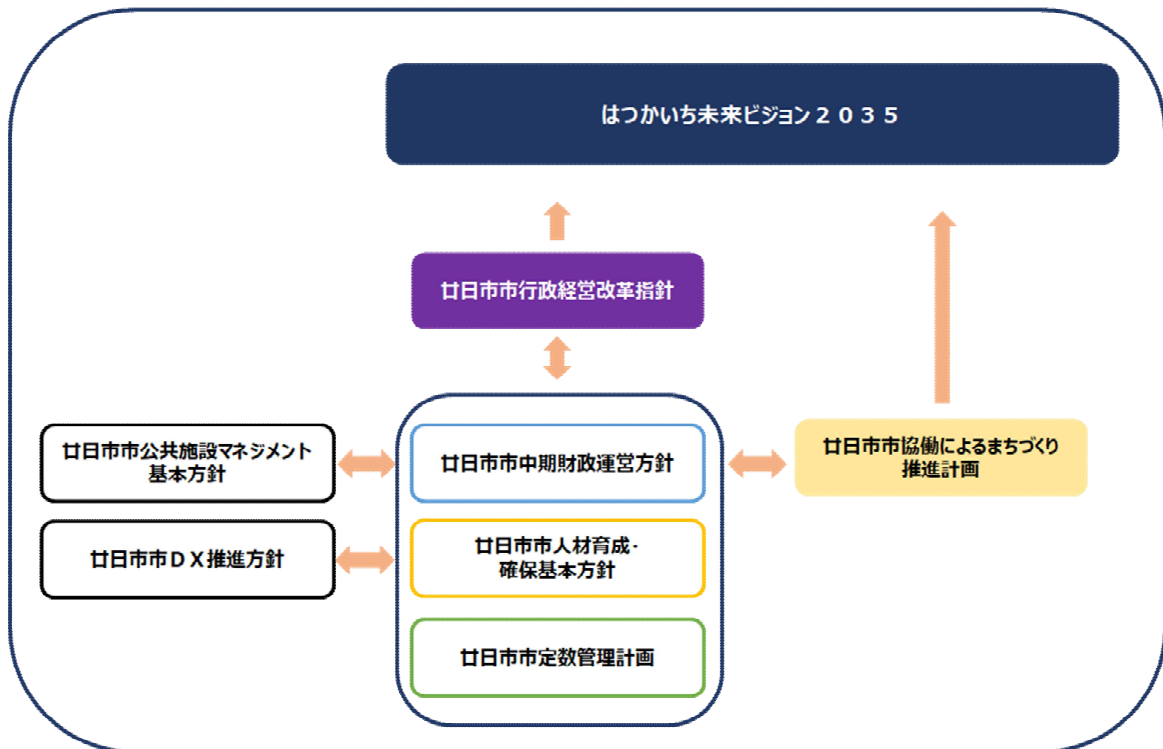 はつかいち未来ビジョン２０３５
廿日市市行政経営改革指針
廿日市市公共施設マネジメント
基本方針
廿日市市中期財政運営方針
廿日市市協働によるまちづくり
推進計画
廿日市市ＤＸ推進方針
廿日市市人材育成・
確保基本方針
廿日市市定数管理計画